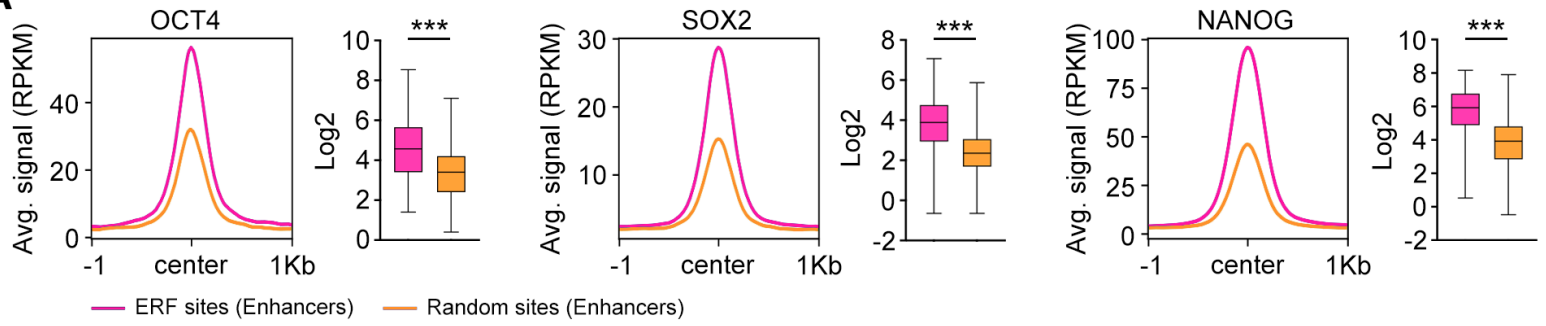 A
OCT4
Avg. signal (RPKM)
40
20
0
-1 center 1Kb
***
Log2
10
8
6
4
2
0
SOX2
Avg. signal (RPKM)
30
20
10
-1 center 1Kb
***
Log2
8
6
4
2
0
-2
NANOG
Avg. signal (RPKM)
100
75
50
25
0
-1 center 1Kb
***
Log2
10
8
6
4
2
0
-2
ERF sites (Enhancers) Random sites (Enhancers)